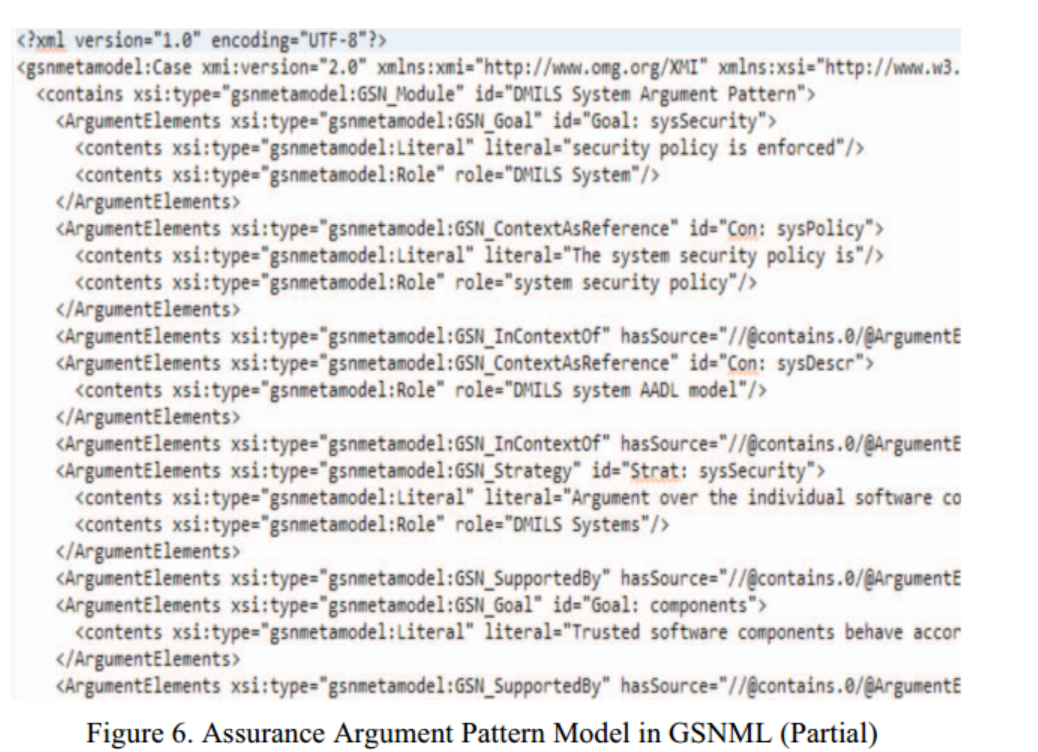 <?xml version="1.0" encoding="UTF-8"?>
<gsnmetamodel:Case xmi:version="2.0" xmlns:xmi="http://www.omg.org/XMI" xmlns:xsi="http://www.w3.
<contains xsi:type="gsnmetamodel:GSN_Module" id="DMILS System Argument Pattern">
<ArgumentElements xsi:type="gsnmetamodel:GSN_Goal" id="Goal: sysSecurity">
<contents xsi:type="gsnmetamodel:Literal" literal="security policy is enforced"/>
<contents xsi:type="gsnmetamodel:Role" role="DMILS System"/>
</ArgumentElements>
<ArgumentElements xsi:type="gsnmetamodel:GSN_ContextAsReference" id="Con: sysPolicy">
<contents xsi:type="gsnmetamodel:Literal" literal="The system security policy is"/>
<contents xsi:type="gsnmetamodel:Role" role="system security policy"/>
</ArgumentElements>
<ArgumentElements xsi:type="gsnmetamodel:GSN_InContextOf" hasSource="//@contains.0/@ArgumentE
<ArgumentElements xsi:type="gsnmetamodel:GSN_ContextAsReference" id="Con: sysDescr">
<contents xsi:type="gsnmetamodel:Role" role="DMILS system AADL model"/>
</ArgumentElements>
<ArgumentElements xsi:type="gsnmetamodel:GSN_InContextOf" hasSource="//@contains.0/@ArgumentE
<ArgumentElements xsi:type="gsnmetamodel:GSN_Strategy" id="Strat: sysSecurity">
<contents xsi:type="gsnmetamodel:Literal" literal="Argument over the individual software co
<contents xsi:type="gsnmetamodel:Role" role="DMILS Systems"/>
</ArgumentElements>
<ArgumentElements xsi:type="gsnmetamodel:GSN_SupportedBy" hasSource="//@contains.0/@ArgumentE
<ArgumentElements xsi:type="gsnmetamodel:GSN_Goal" id="Goal: components">
<contents xsi:type="gsnmetamodel:Literal" literal="Trusted software components behave accor
</ArgumentElements>
<ArgumentElements xsi:type="gsnmetamodel:GSN_SupportedBy" hasSource="//@contains.0/@ArgumentE
Figure 6. Assurance Argument Pattern Model in GSNML (Partial)